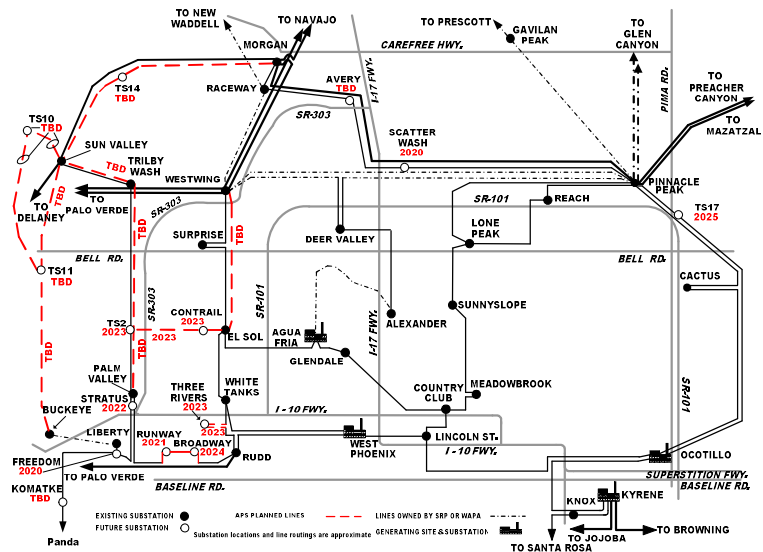 TO NEW
WADDELL
TO NAVAJO
MORGAN
TO PRESCOTT
GAVILAN
PEAK
TO
GLEN
CANYON
CAREFREE HWY.
I-17 FWY.
PIMA RD.
TO
PREACHER
CANYON
TO
MAZATZAL
TS14
TBD
RACEWAY
AVERY
TBD
SR-303
TS10
TBD
SUN VALLEY
SCATTER
WASH
2020
TRILBY
WASH
TBD
WESTWING
PINNACLE
PEAK
TBD
TO
DELANEY
TO
PALO VERDE
SR-303
SR-101
REACH
TS17
2025
TBD
TBD
SURPRISE
DEER VALLEY
LONE
PEAK
BELL RD.
BELL RD.
TS11
TBD
SR-303
SR-101
CACTUS
CONTRAIL
2023
TS2
2023
2023
EL SOL
AGUA
FRIA
GLENDALE
I-17 FWY.
ALEXANDER
SUNNYSLOPE
TBD
TBD
PALM
VALLEY
STRATUS
2022
THREE
RIVERS
2023
WHITE
TANKS
COUNTRY
CLUB
MEADOWBROOK
SR-101
BUCKEYE
I - 10 FWY.
LIBERTY
RUNWAY
2021
2023
BROADWAY
2024
RUDD
WEST
PHOENIX
LINCOLN ST.
I - 10 FWY.
OCOTILLO
FREEDOM
2020
TO PALO VERDE
SUPERSTITION FWY.
BASELINE RD.
BASELINE RD.
KOMATKE
TBD
KNOX
KYRENE
Panda
EXISTING SUBSTATION
APS PLANNED LINES
LINES OWNED BY SRP OR WAPA
FUTURE SUBSTATION
Substation locations and line routings are approximate
GENERATING SITE & SUBSTATION
TO SANTA ROSA
TO JOJOBA
TO BROWNING